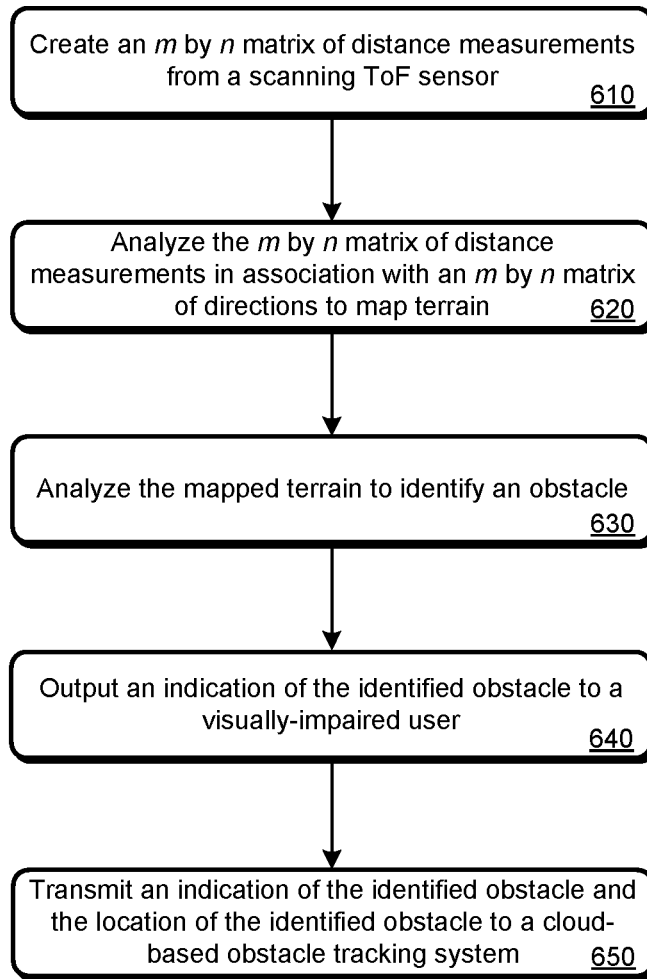 Create an m by n matrix of distance measurements
from a scanning ToF sensor
610
Analyze the m by n matrix of distance
measurements in association with an m by n matrix
of directions to map terrain
620
Analyze the mapped terrain to identify an obstacle
630
Output an indication of the identified obstacle to a
visually-impaired user
640
Transmit an indication of the identified obstacle and
the location of the identified obstacle to a cloud-
based obstacle tracking system
650